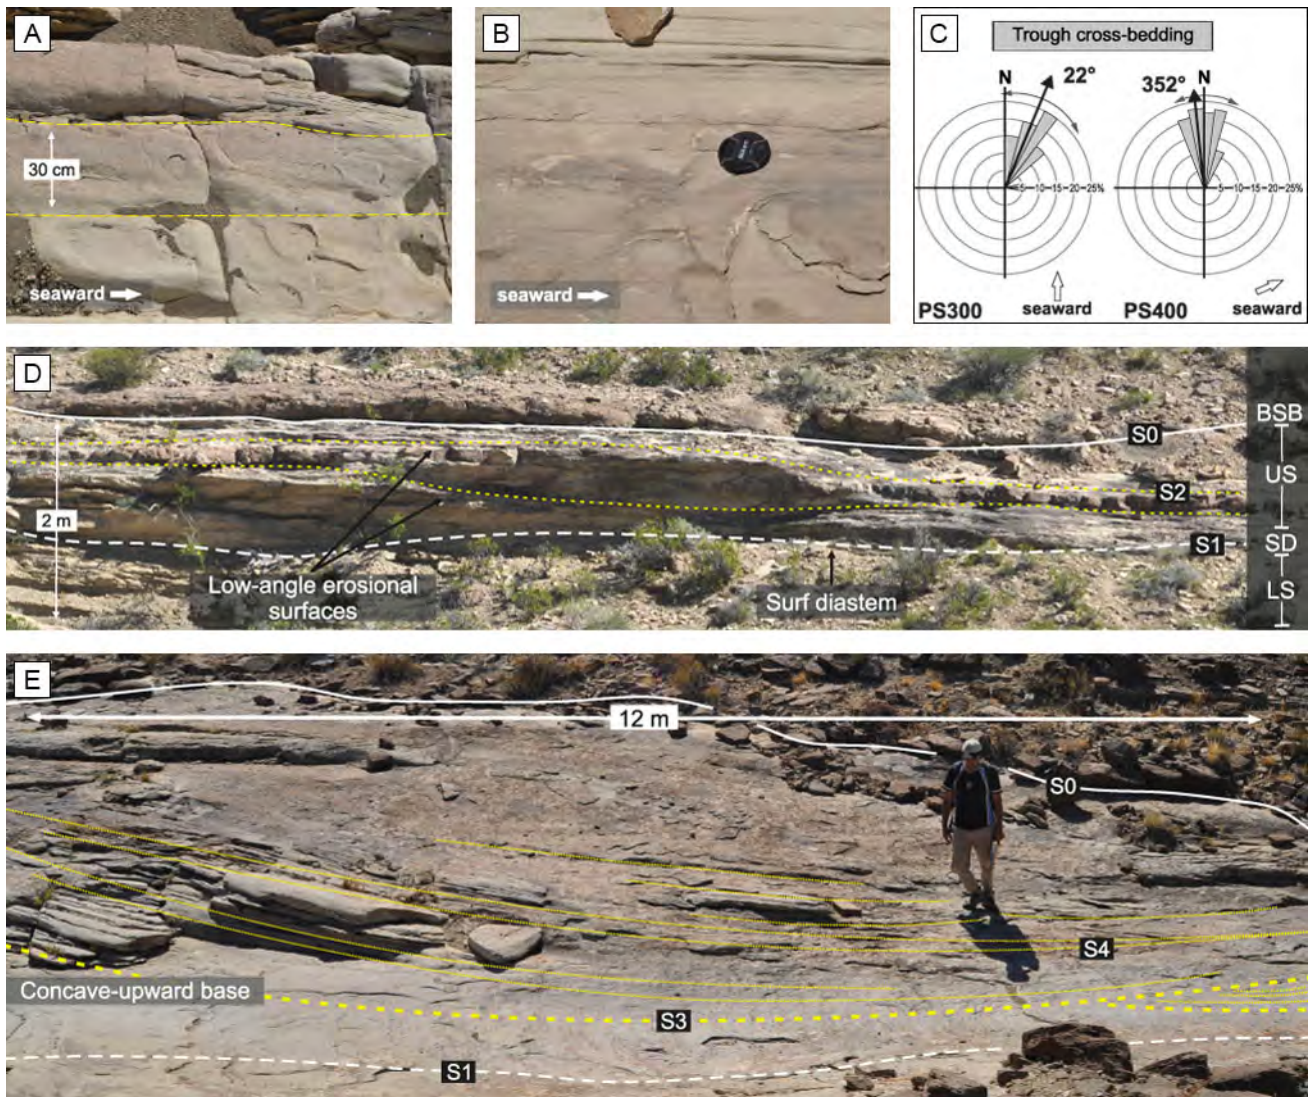 A
30 cm
seaward
B
seaward
C
Trough cross-bedding
N
22°
5 10 15 20 25%
PS300
seaward
352°
N
5 10 15 20 25%
PS400
seaward
D
2 m
Low-angle erosional
surfaces
Surf diastem
S0
S2
S1
BSB
US
SD
LS
E
12 m
S0
S4
Concave-upward base
S3
S1